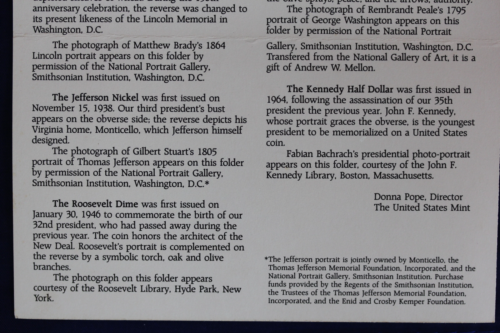 anniversary celebration, the reverse was changed to
its present likeness of the Lincoln Memorial in
Washington, D.C.
The photograph of Matthew Brady's 1864
Lincoln portrait appears on this folder by
permission of the National Portrait Gallery,
Smithsonian Institution, Washington, D.C.
The Jefferson Nickel was first issued on
November 15, 1938. Our third president's bust
appears on the obverse side; the reverse depicts his
Virginia home, Monticello, which Jefferson himself
designed.
The photograph of Gilbert Stuart's 1805
portrait of Thomas Jefferson appears on this folder
by permission of the National Portrait Gallery,
Smithsonian Institution, Washington, D.C.*
The Roosevelt Dime was first issued on
January 30, 1946 to commemorate the birth of our
32nd president, who had passed away during the
previous year. The coin honors the architect of the
New Deal. Roosevelt's portrait is complemented on
the reverse by a symbolic torch, oak and olive
branches.
The photograph on this folder appears
courtesy of the Roosevelt Library, Hyde Park, New
York.
The photograph of Rembrandt Peale's 1795
portrait of George Washington appears on this
folder by permission of the National Portrait
Gallery, Smithsonian Institution, Washington, D.C.
Transfered from the National Gallery of Art, it is a
gift of Andrew W. Mellon.
The Kennedy Half Dollar was first issued in
1964, following the assassination of our 35th
president the previous year. John F. Kennedy,
whose portrait graces the obverse, is the youngest
president to be memorialized on a United States
coin.
Fabian Bachrach's presidential photo-portrait
appears on this folder, courtesy of the John F.
Kennedy Library, Boston, Massachusetts.
Donna Pope, Director
The United States Mint
*The Jefferson portrait is jointly owned by Monticello, the
Thomas Jefferson Memorial Foundation, Incorporated, and the
National Portrait Gallery, Smithsonian Institution. Purchase
funds provided by the Regents of the Smithsonian Institution,
the Trustees of the Thomas Jefferson Memorial Foundation,
Incorporated, and the Enid and Crosby Kemper Foundation.